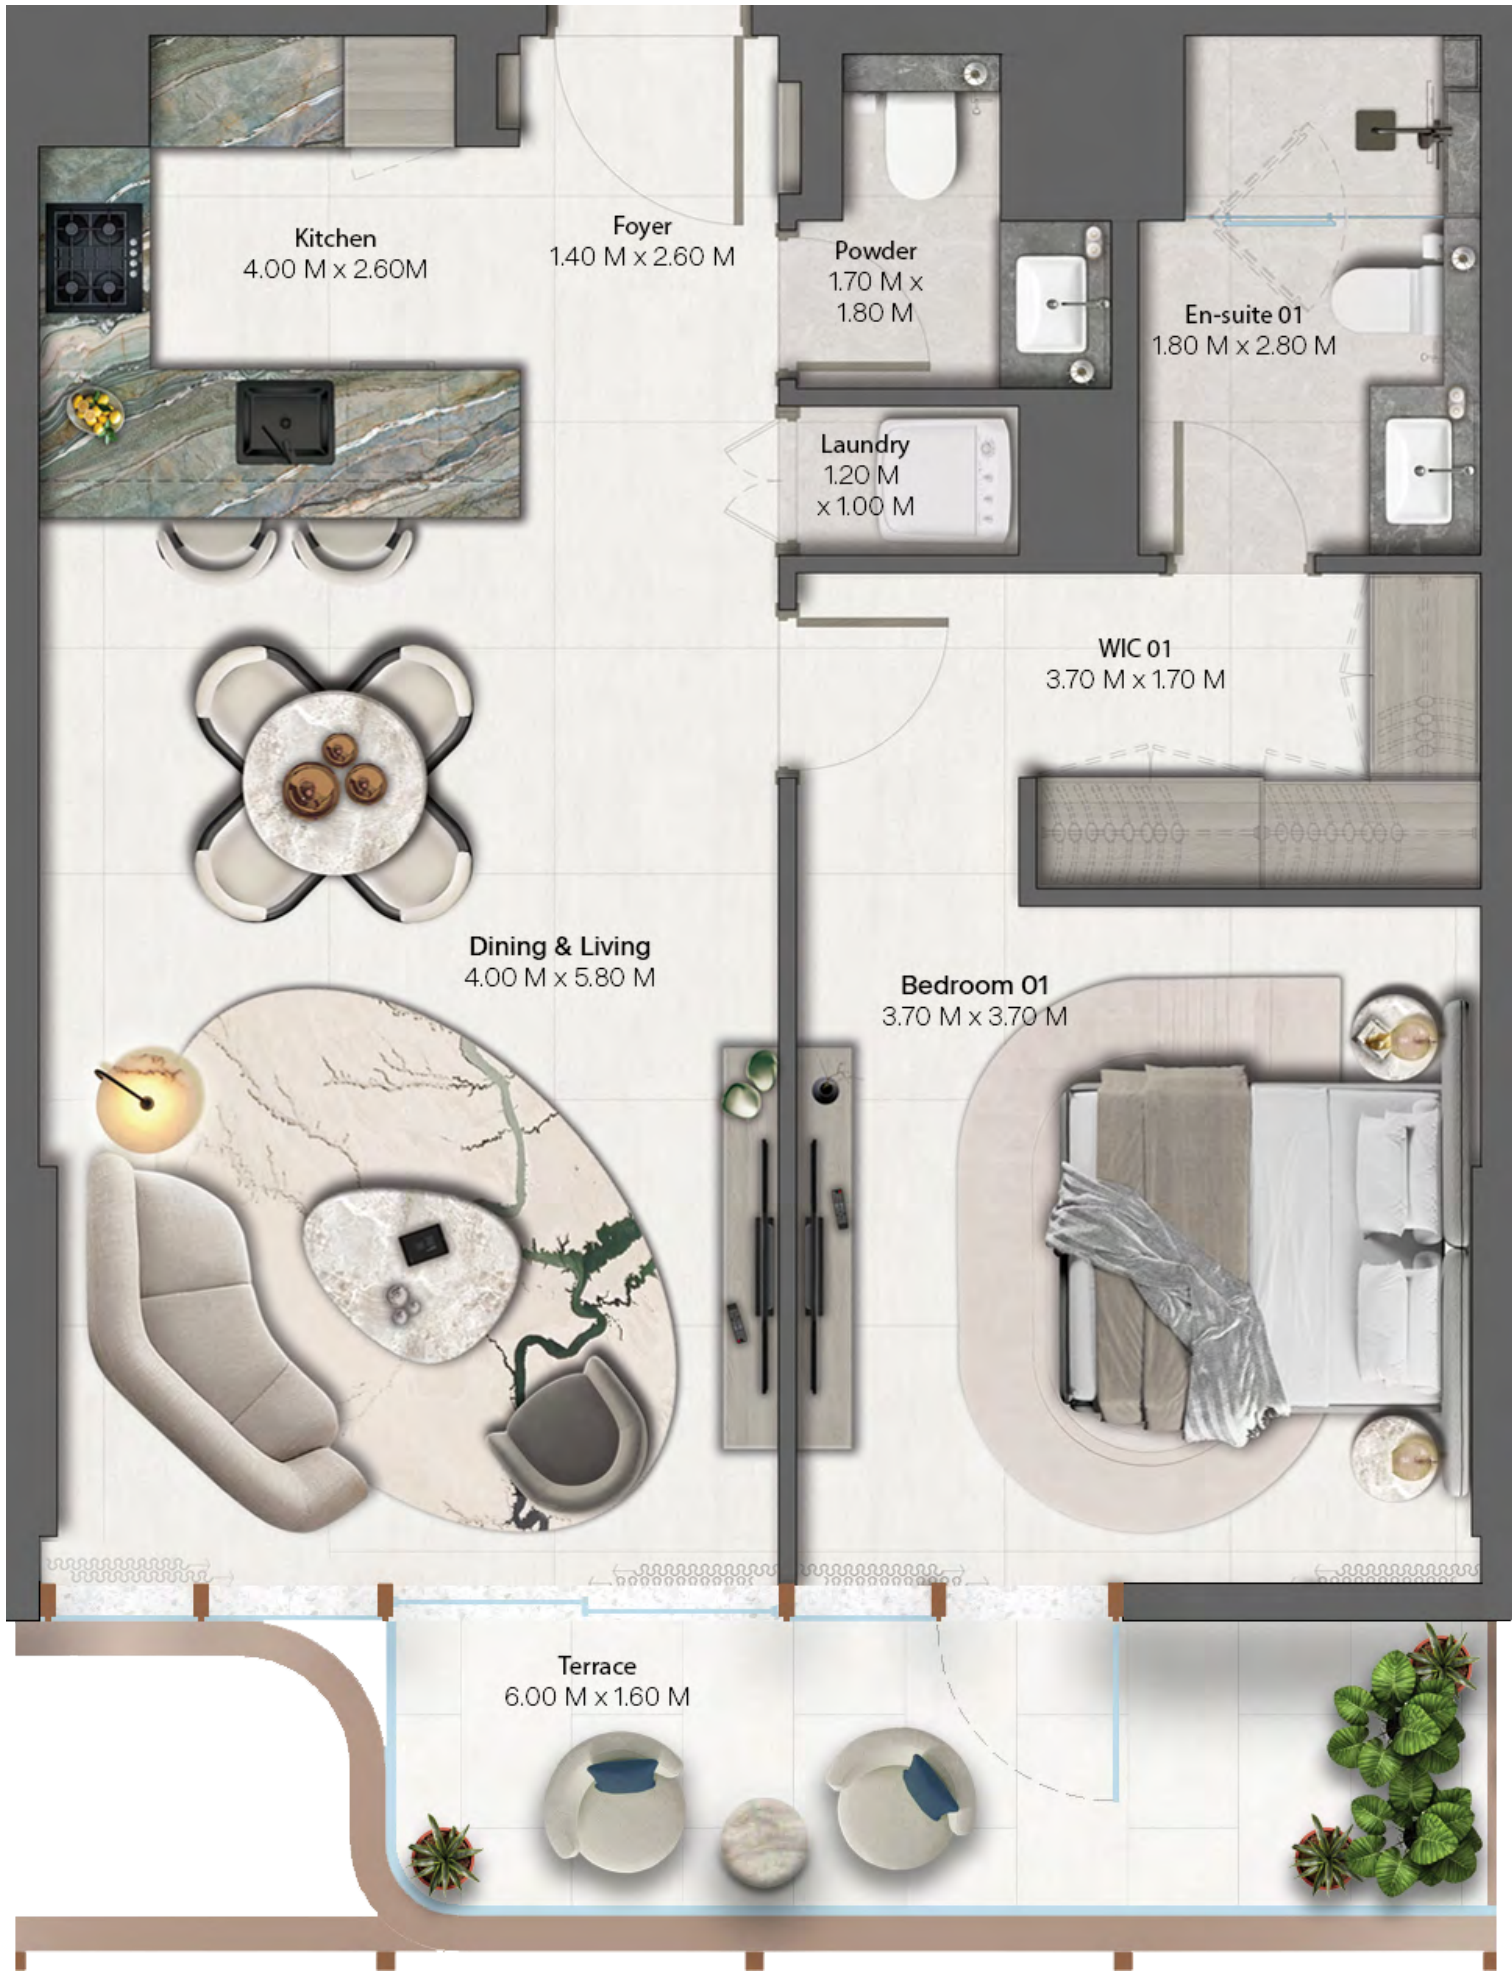 Kitchen
4.00 M x 2.60M
Foyer
1.40 M x 2.60 M
Powder
1.70 M x
1.80 M
En-suite 01
1.80 M x 2.80 M
Laundry
1.20 M
x 1.00 M
WIC 01
3.70 M x 1.70 M
Dining & Living
4.00 M x 5.80 M
Bedroom 01
3.70 M x 3.70 M
Terrace
6.00 M x 1.60 M